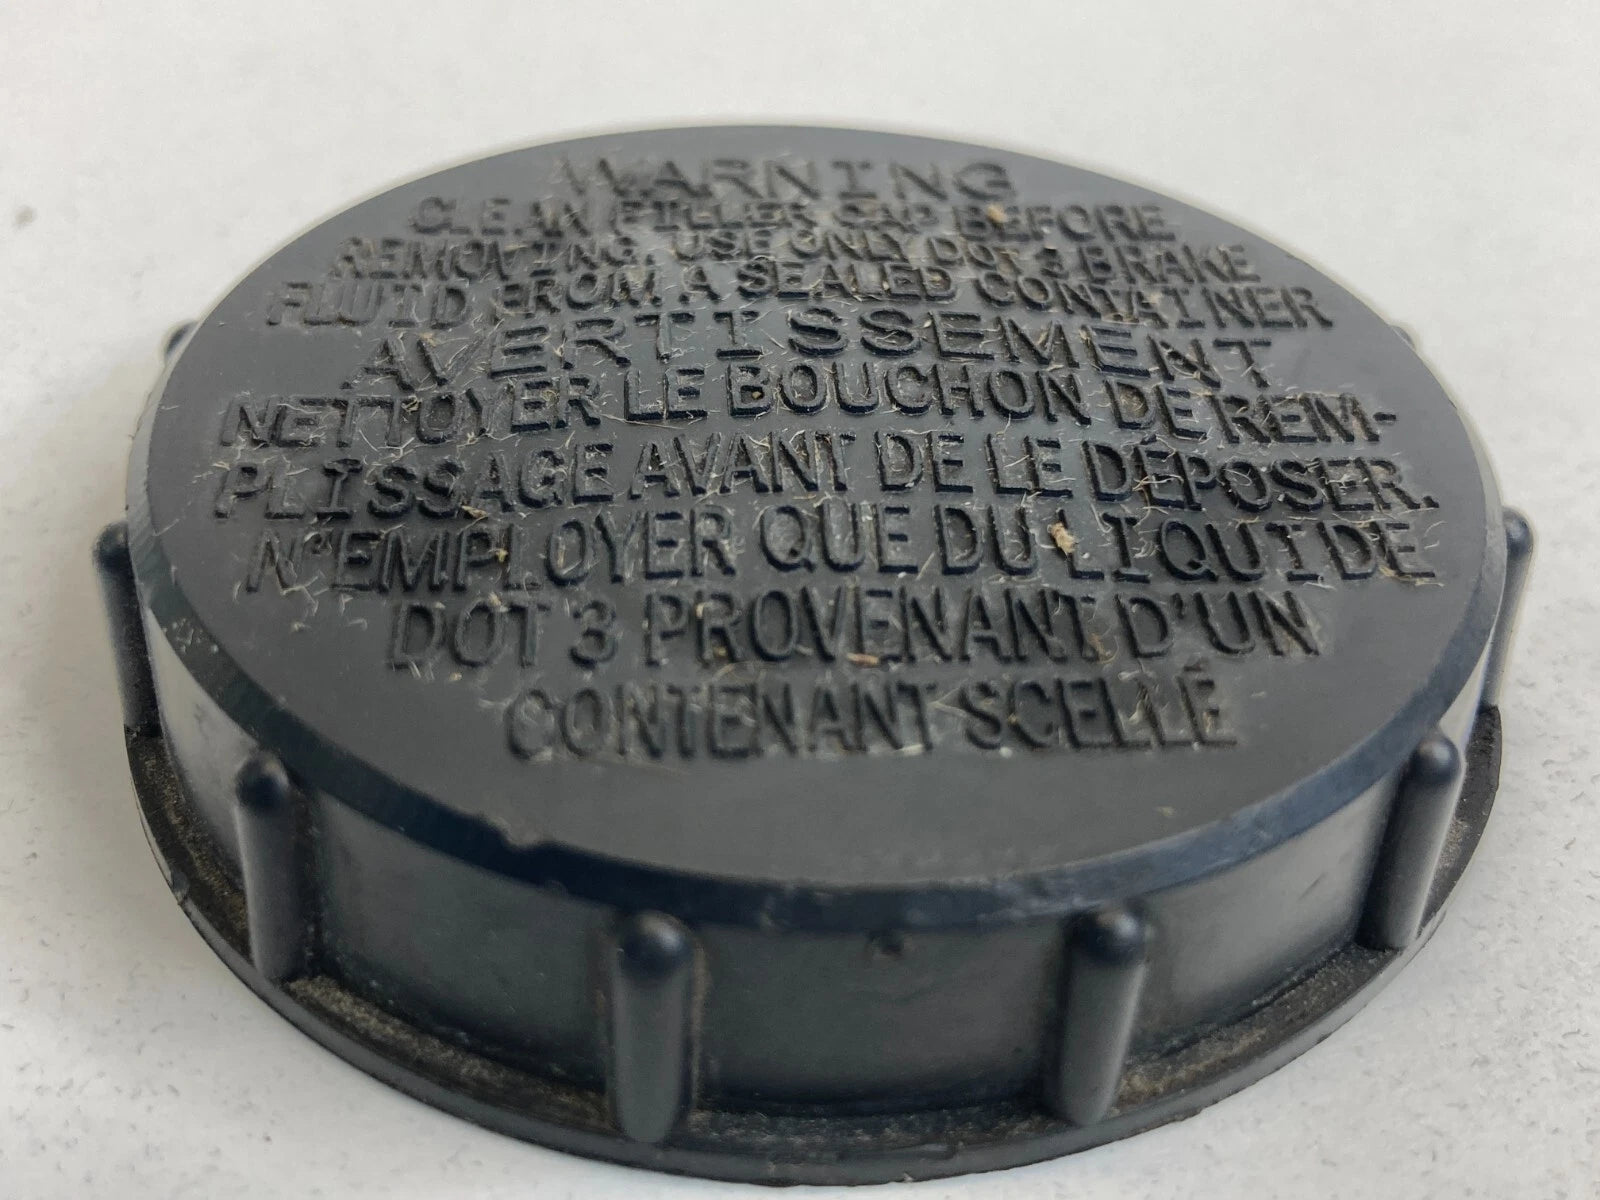 WARNING
CLEAN FILLER CAP BEFORE
REMOVING. USE ONLY DOT 3 BRAKE
FLUID FROM A SEALED CONTAINER
AVERTISSEMENT
NETTOYER LE BOUCHON DE REM-
PLISSAGE AVANT DE LE DÉPOSER.
N'EMPLOYER QUE DU LIQUIDE
DOT 3 PROVENANT D'UN
CONTENANT SCELLÉ